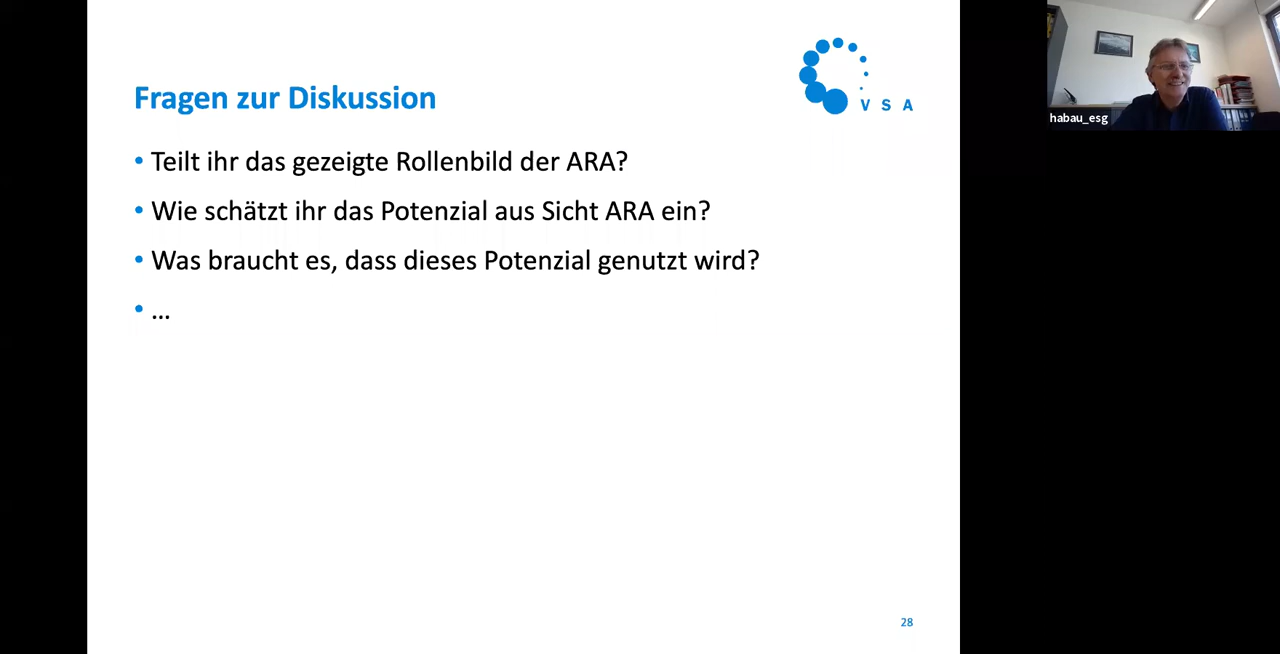 Fragen zur Diskussion
V S A
• Teilt ihr das gezeigte Rollenbild der ARA?
• Wie schätzt ihr das Potenzial aus Sicht ARA ein?
• Was braucht es, dass dieses Potenzial genutzt wird?
• ...
28
habau_esg